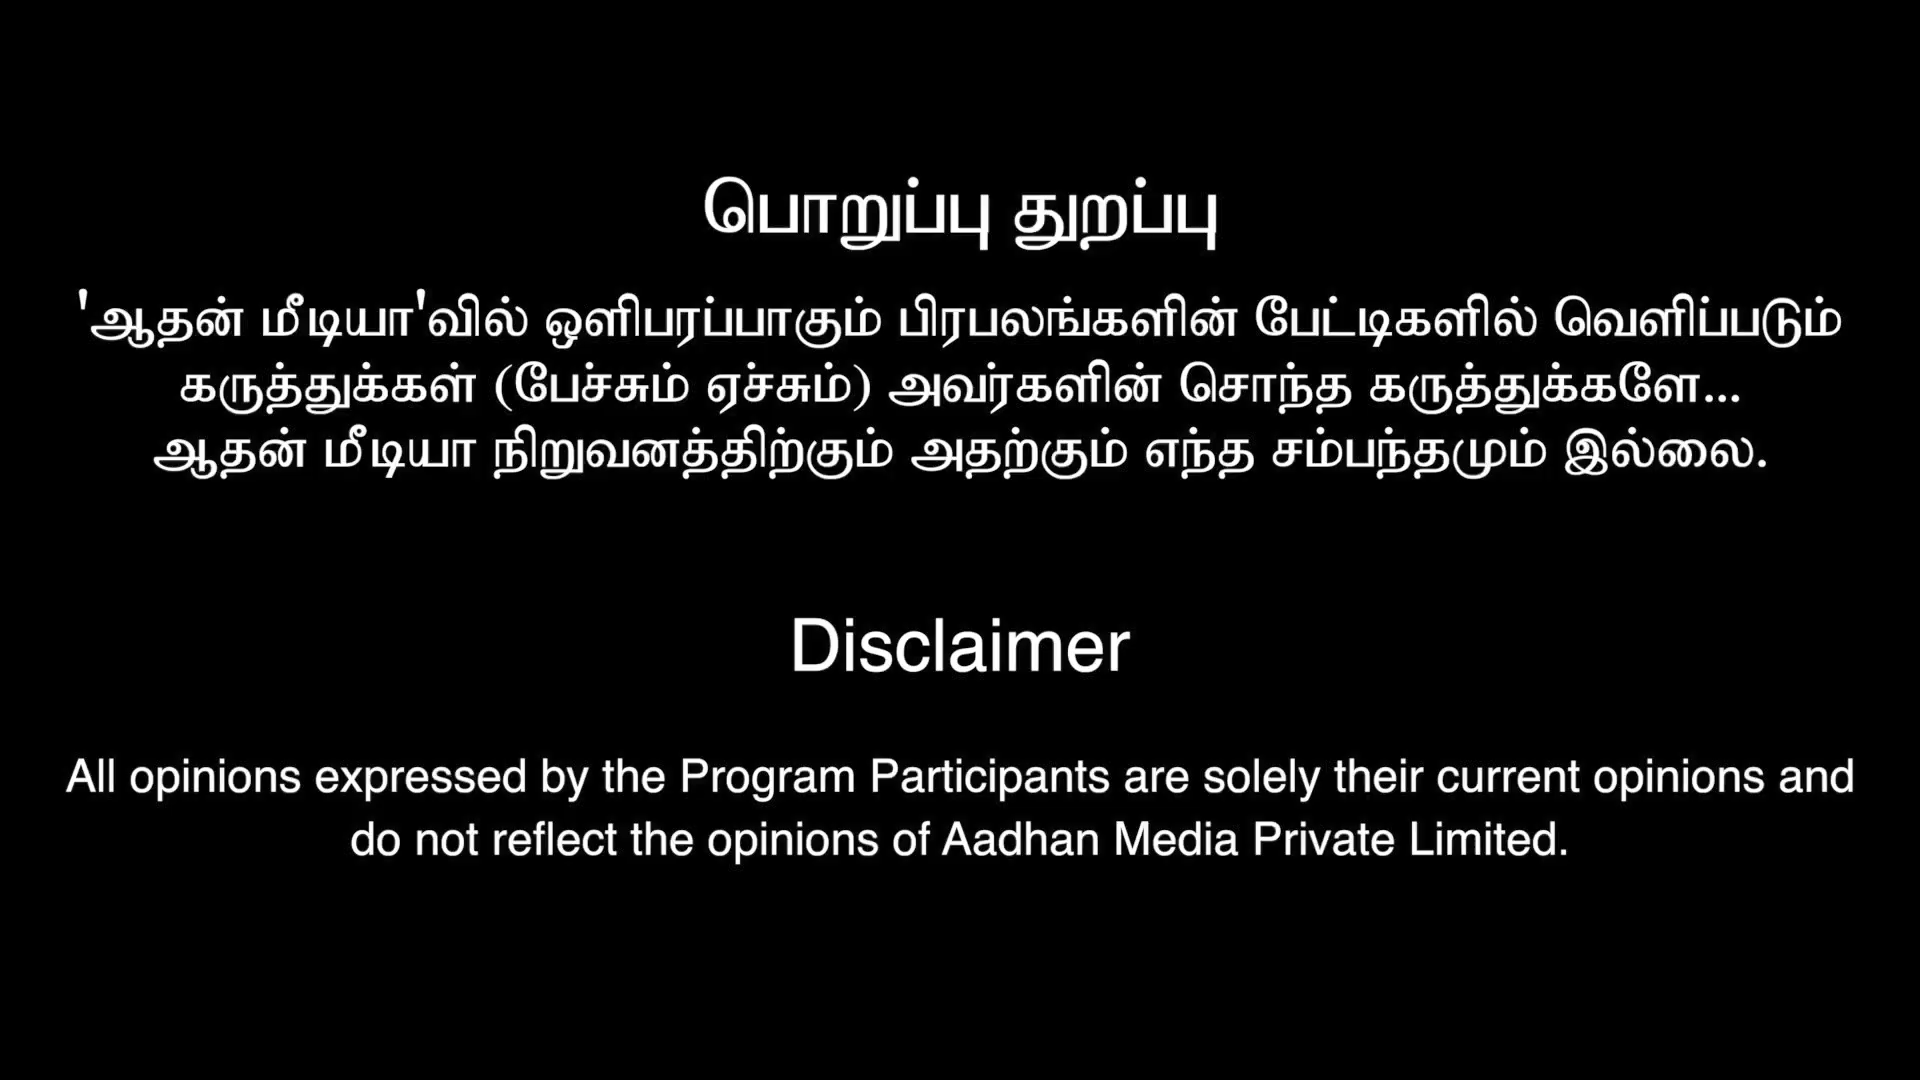 பொறுப்பு துறப்பு
'ஆதன் மீடியா'வில் ஒளிபரப்பாகும் பிரபலங்களின் பேட்டிகளில் வெளிப்படும்
கருத்துக்கள் (பேச்சும் ஏச்சும்) அவர்களின் சொந்த கருத்துக்களே...
ஆதன் மீடியா நிறுவனத்திற்கும் அதற்கும் எந்த சம்பந்தமும் இல்லை.
Disclaimer
All opinions expressed by the Program Participants are solely their current opinions and
do not reflect the opinions of Aadhan Media Private Limited.